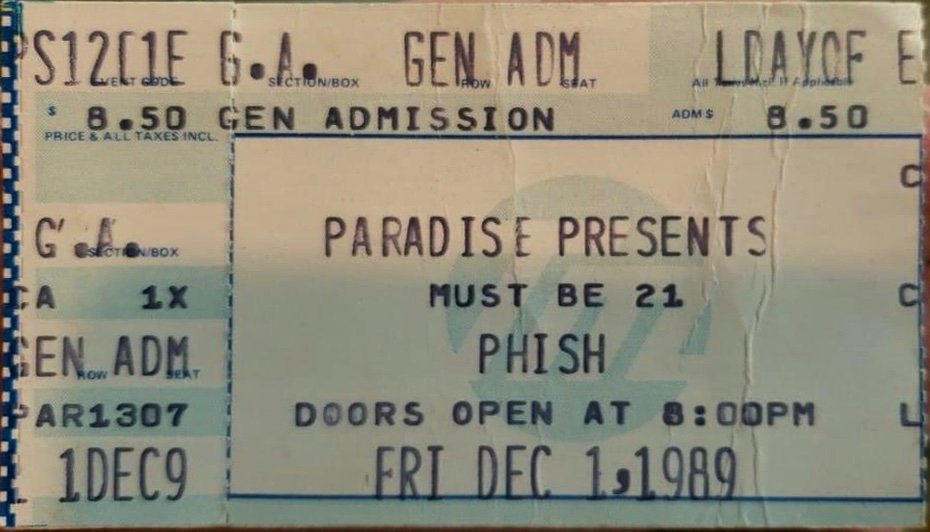 PS12C1E G.A. GEN ADM LDAYOF E
EVENT CODE SECTION/BOX ROW SEAT
$ 8.50 GEN ADMISSION ADM $ 8.50
PRICE & ALL TAXES INCL.
C
G.A. PARADISE PRESENTS
SECTION/BOX
CA 1X MUST BE 21 C
GEN ADM PHISH
ROW SEAT
PAR1307 DOORS OPEN AT 8:00PM L
1DEC9 FRI DEC 1,1989